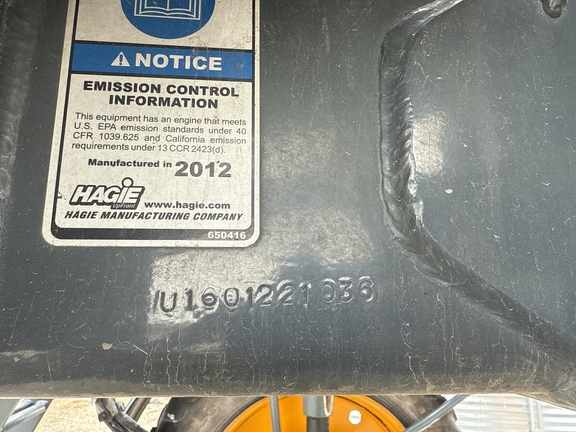 NOTICE
EMISSION CONTROL
INFORMATION
This equipment has an engine that meets
U.S. EPA emission standards under 40
CFR 1039.625 and California emission
requirements under 13 CCR 2423(d).
Manufactured in 2012
HAGIE
UpFront
www.hagie.com
HAGIE MANUFACTURING COMPANY
650416
U1601221036